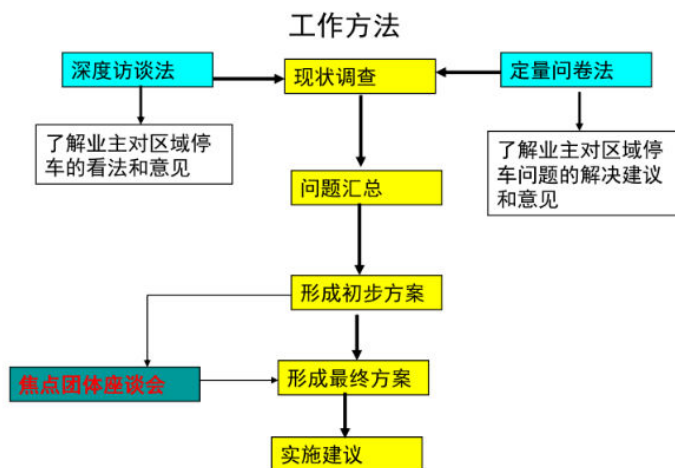 工作方法
深度访谈法
现状调查
定量问卷法
了解业主对区域停
车的看法和意见
了解业主对区域停
车问题的解决建议
和意见
问题汇总
形成初步方案
焦点团体座谈会
形成最终方案
实施建议